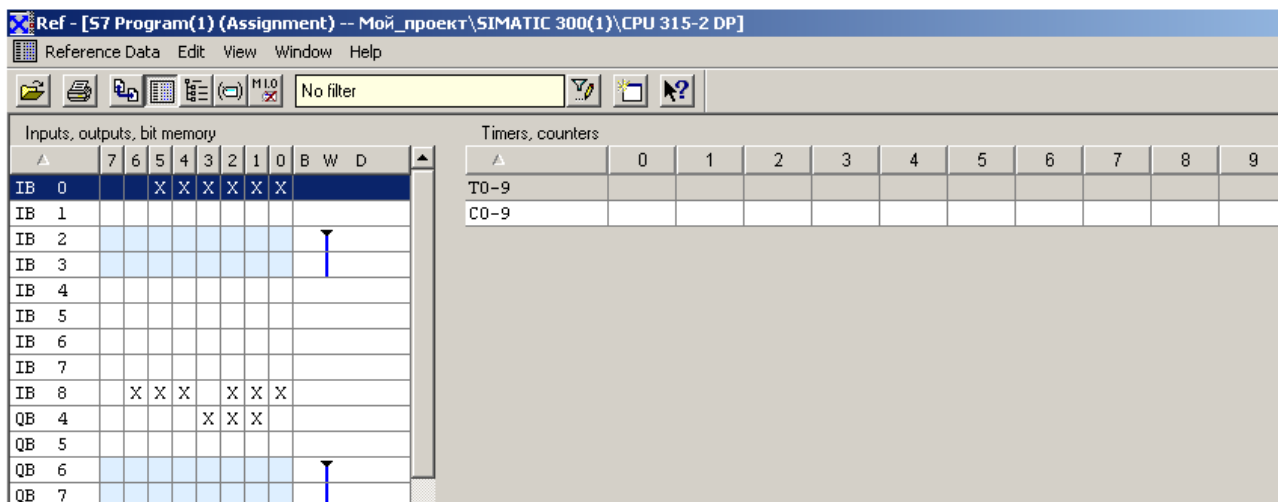 Ref - [S7 Program(1) (Assignment) -- Мой_проект\SIMATIC 300(1)\CPU 315-2 DP]
Reference Data Edit View Window Help
M1.0 No filter
Inputs, outputs, bit memory
7 6 5 4 3 2 1 0 B W D
IB 0 X X X X X X
IB 1
IB 2
IB 3
IB 4
IB 5
IB 6
IB 7
IB 8 X X X X X X
QB 4 X X X
QB 5
QB 6
QB 7
Timers, counters
0 1 2 3 4 5 6 7 8 9
T0-9
C0-9